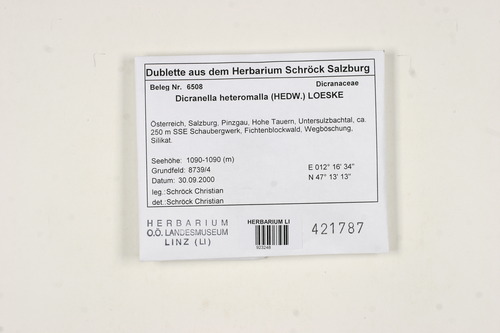 Dublette aus dem Herbarium Schröck Salzburg
Beleg Nr. 6508 Dicranaceae
Dicranella heteromalla (HEDW.) LOESKE
Österreich, Salzburg, Pinzgau, Hohe Tauern, Untersulzbachtal, ca.
250 m SSE Schaubergwerk, Fichtenblockwald, Wegböschung,
Silikat.
Seehöhe: 1090-1090 (m)
Grundfeld: 8739/4 E 012° 16' 34"
Datum: 30.09.2000 N 47° 13' 13"
leg.:Schröck Christian
det.:Schröck Christian
HERBARIUM
O.Ö. LANDESMUSEUM
LINZ (LI)
HERBARIUM LI
421787